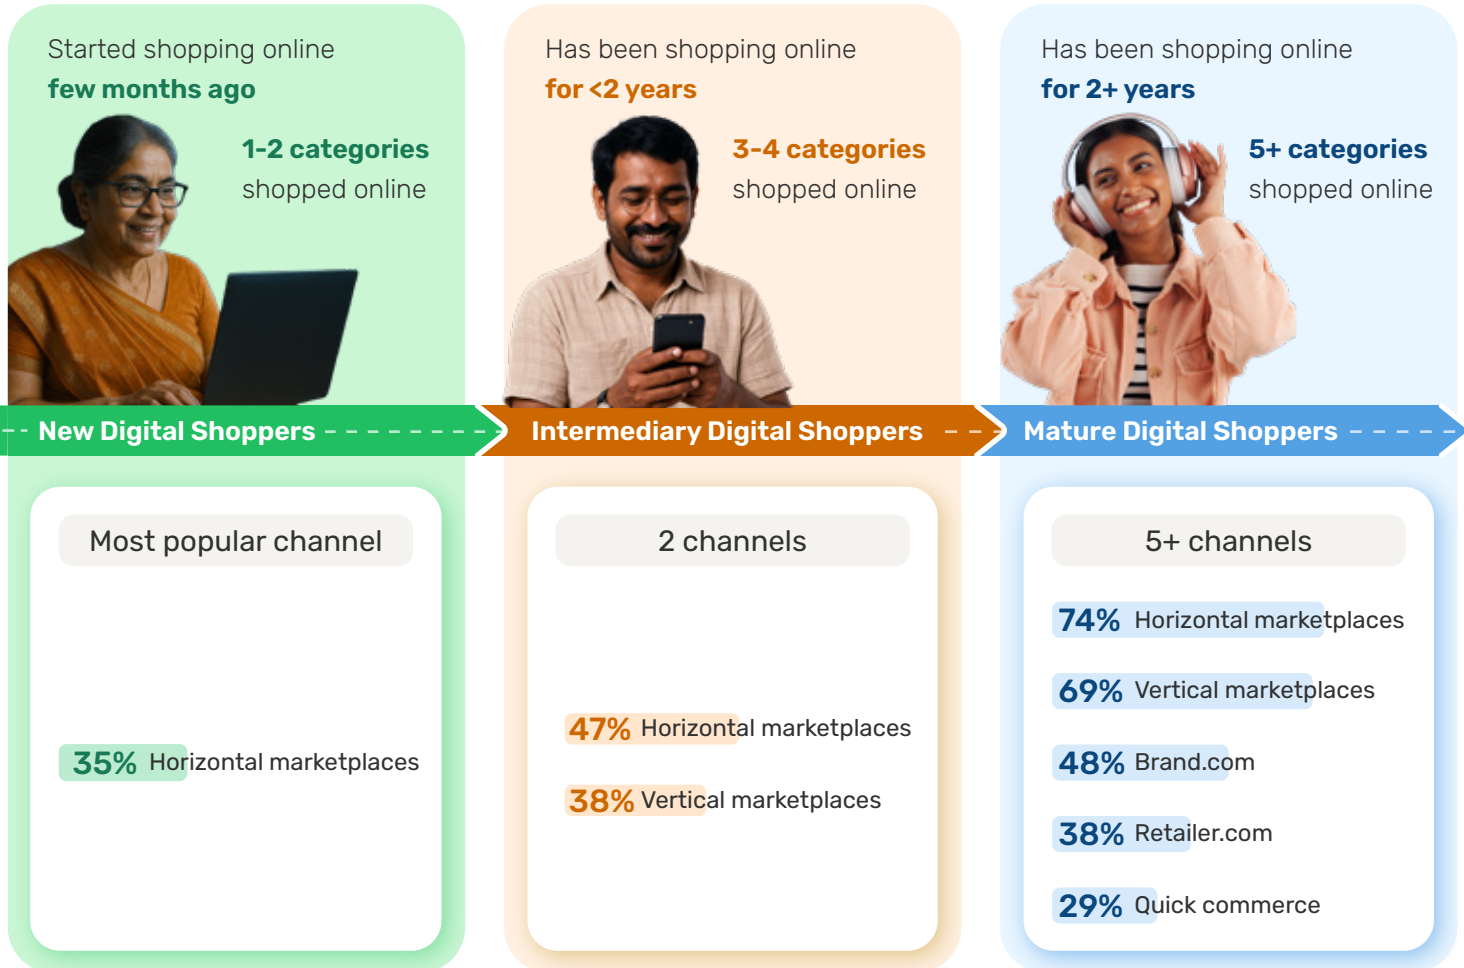 Started shopping online
few months ago
1-2 categories
shopped online
New Digital Shoppers
Most popular channel
35% Horizontal marketplaces
Has been shopping online
for <2 years
3-4 categories
shopped online
Intermediary Digital Shoppers
2 channels
47% Horizontal marketplaces
38% Vertical marketplaces
Has been shopping online
for 2+ years
5+ categories
shopped online
Mature Digital Shoppers
5+ channels
74% Horizontal marketplaces
69% Vertical marketplaces
48% Brand.com
38% Retailer.com
29% Quick commerce